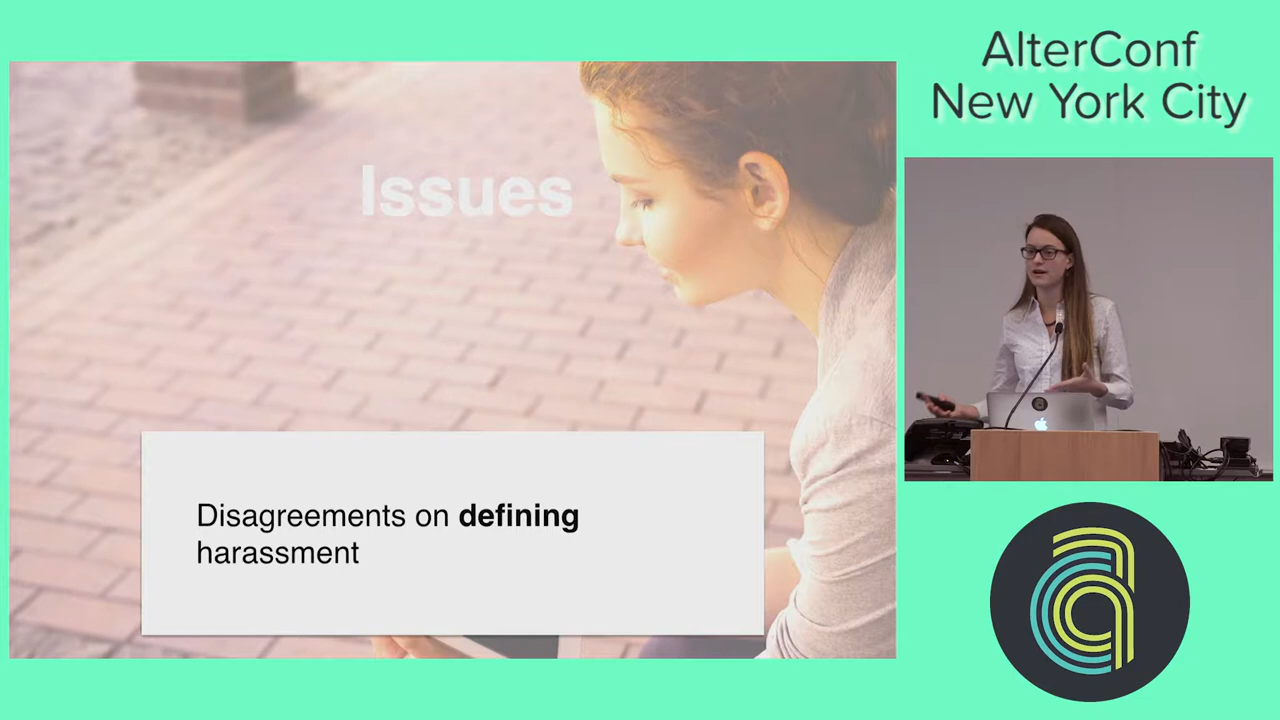 Issues
Disagreements on defining
harassment
AlterConf
New York City